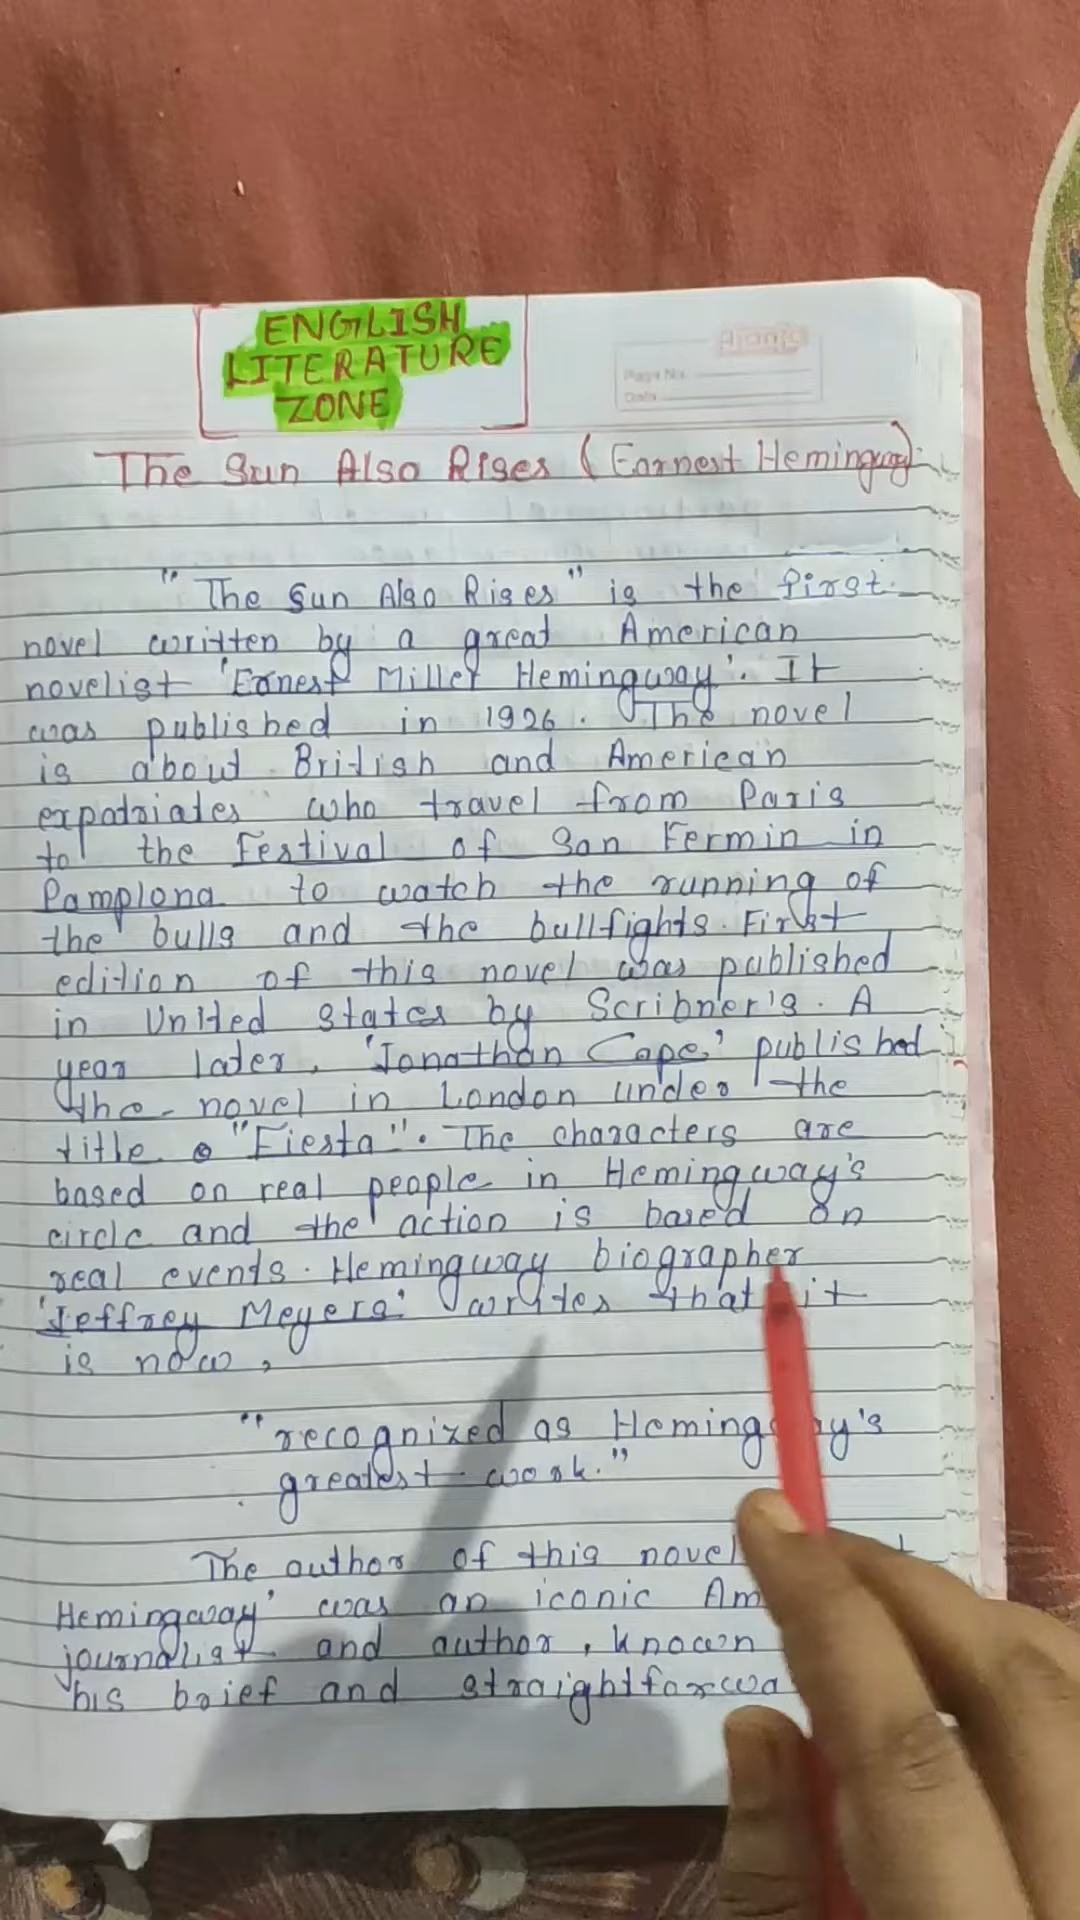 ENGLISH
LITERATURE
ZONE
Ajanta
Page No.
Date
The Sun Also Rises (Earnest Hemingway)
"The Sun Also Rises" is the first
novel written by a great American
novelist 'Ernest Miller Hemingway'. It
was published in 1926. The novel
is about British and American
expatriates who travel from Paris
to the Festival of San Fermin in
Pamplona to watch the running of
the bulls and the bullfights. First
edition of this novel was published
in United States by Scribner's. A
year later, 'Jonathan Cape' published
the novel in London under the
title "Fiesta". The characters are
based on real people in Hemingway's
circle and the action is based on
real events. Hemingway biographer
'Jeffrey Meyers' writes that it
is now,
"recognized as Hemingway's
greatest work."
The author of this novel
Hemingway' was an iconic Am
journalist and author, known
his brief and straightforwa